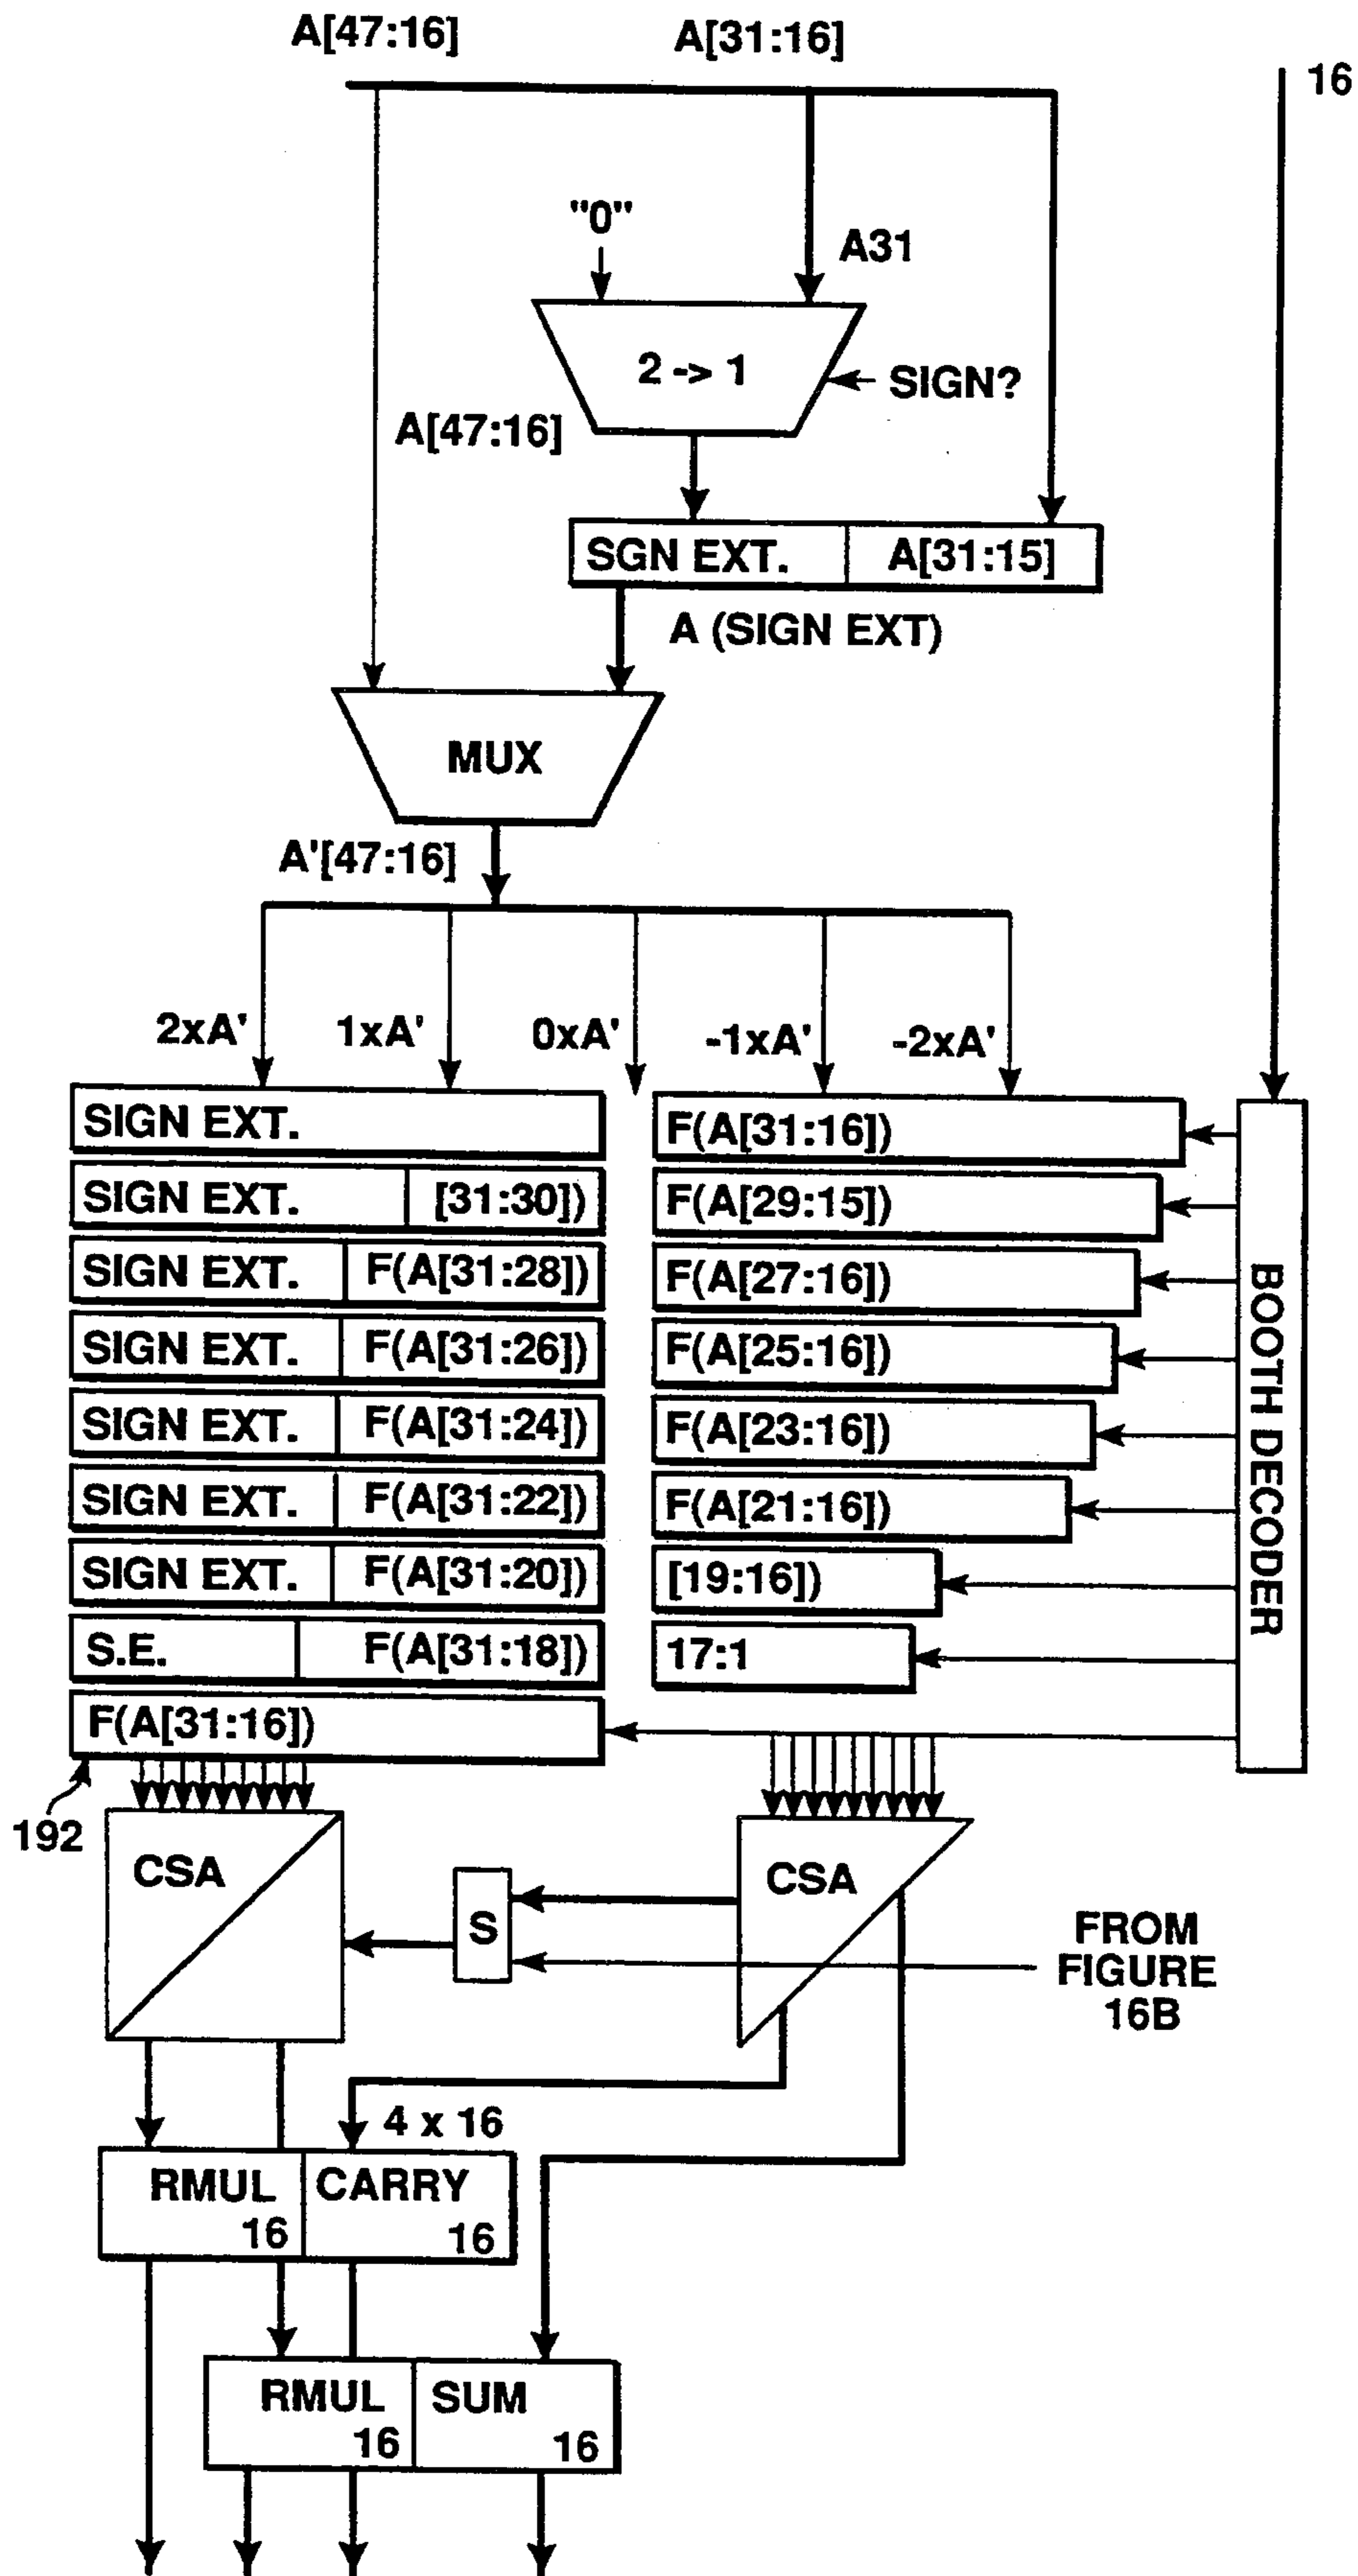 A[47:16]
A[31:16]
16
"0"
A31
2 -> 1
SIGN?
A[47:16]
SGN EXT.
A[31:15]
A (SIGN EXT)
MUX
A'[47:16]
2xA'
1xA'
0xA'
-1xA'
-2xA'
SIGN EXT.
F(A[31:16])
SIGN EXT.
[31:30])
F(A[29:15])
SIGN EXT.
F(A[31:28])
F(A[27:16])
SIGN EXT.
F(A[31:26])
F(A[25:16])
SIGN EXT.
F(A[31:24])
F(A[23:16])
SIGN EXT.
F(A[31:22])
F(A[21:16])
SIGN EXT.
F(A[31:20])
[19:16])
S.E.
F(A[31:18])
17:1
F(A[31:16])
BOOTH DECODER
192
CSA
S
CSA
FROM
FIGURE
16B
4 x 16
RMUL
16
CARRY
16
RMUL
16
SUM
16